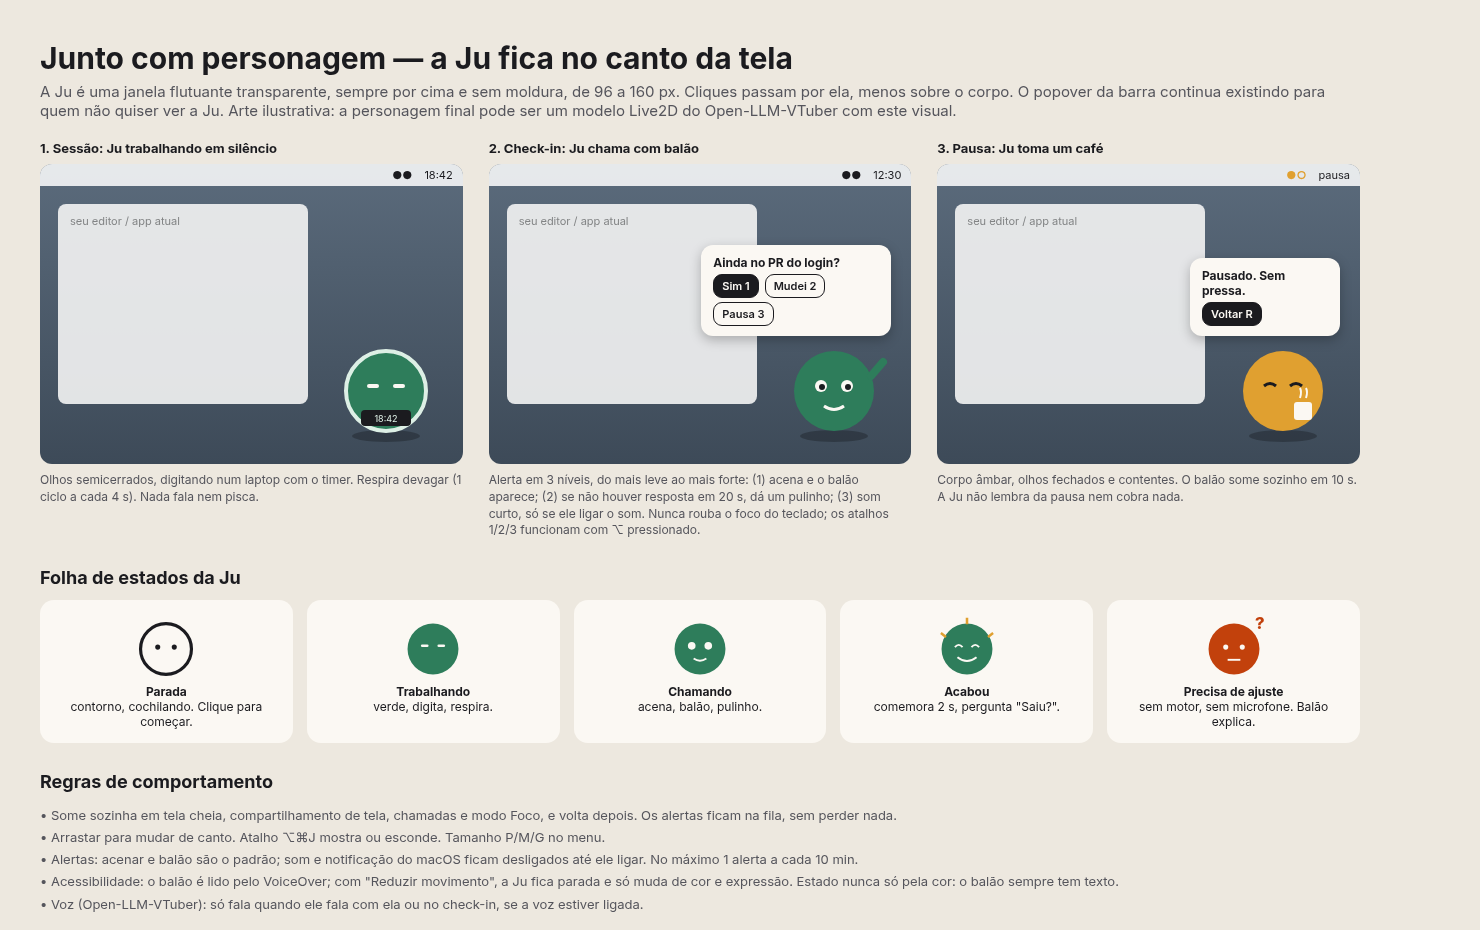 Junto com personagem — a Ju fica no canto da tela
A Ju é uma janela flutuante transparente, sempre por cima e sem moldura, de 96 a 160 px. Cliques passam por ela, menos sobre o corpo. O popover da barra continua existindo para
quem não quiser ver a Ju. Arte ilustrativa: a personagem final pode ser um modelo Live2D do Open-LLM-VTuber com este visual.
1. Sessão: Ju trabalhando em silêncio
18:42
seu editor / app atual
18:42
Olhos semicerrados, digitando num laptop com o timer. Respira devagar (1
ciclo a cada 4 s). Nada fala nem pisca.
2. Check-in: Ju chama com balão
12:30
seu editor / app atual
Ainda no PR do login?
Sim 1
Mudei 2
Pausa 3
Alerta em 3 níveis, do mais leve ao mais forte: (1) acena e o balão
aparece; (2) se não houver resposta em 20 s, dá um pulinho; (3) som
curto, só se ele ligar o som. Nunca rouba o foco do teclado; os atalhos
1/2/3 funcionam com ⌥ pressionado.
3. Pausa: Ju toma um café
pausa
seu editor / app atual
Pausado. Sem
pressa.
Voltar R
Corpo âmbar, olhos fechados e contentes. O balão some sozinho em 10 s.
A Ju não lembra da pausa nem cobra nada.
Folha de estados da Ju
Parada
contorno, cochilando. Clique para
começar.
Trabalhando
verde, digita, respira.
Chamando
acena, balão, pulinho.
Acabou
comemora 2 s, pergunta "Saiu?".
?
Precisa de ajuste
sem motor, sem microfone. Balão
explica.
Regras de comportamento
• Some sozinha em tela cheia, compartilhamento de tela, chamadas e modo Foco, e volta depois. Os alertas ficam na fila, sem perder nada.
• Arrastar para mudar de canto. Atalho ⌥⌘J mostra ou esconde. Tamanho P/M/G no menu.
• Alertas: acenar e balão são o padrão; som e notificação do macOS ficam desligados até ele ligar. No máximo 1 alerta a cada 10 min.
• Acessibilidade: o balão é lido pelo VoiceOver; com "Reduzir movimento", a Ju fica parada e só muda de cor e expressão. Estado nunca só pela cor: o balão sempre tem texto.
• Voz (Open-LLM-VTuber): só fala quando ele fala com ela ou no check-in, se a voz estiver ligada.